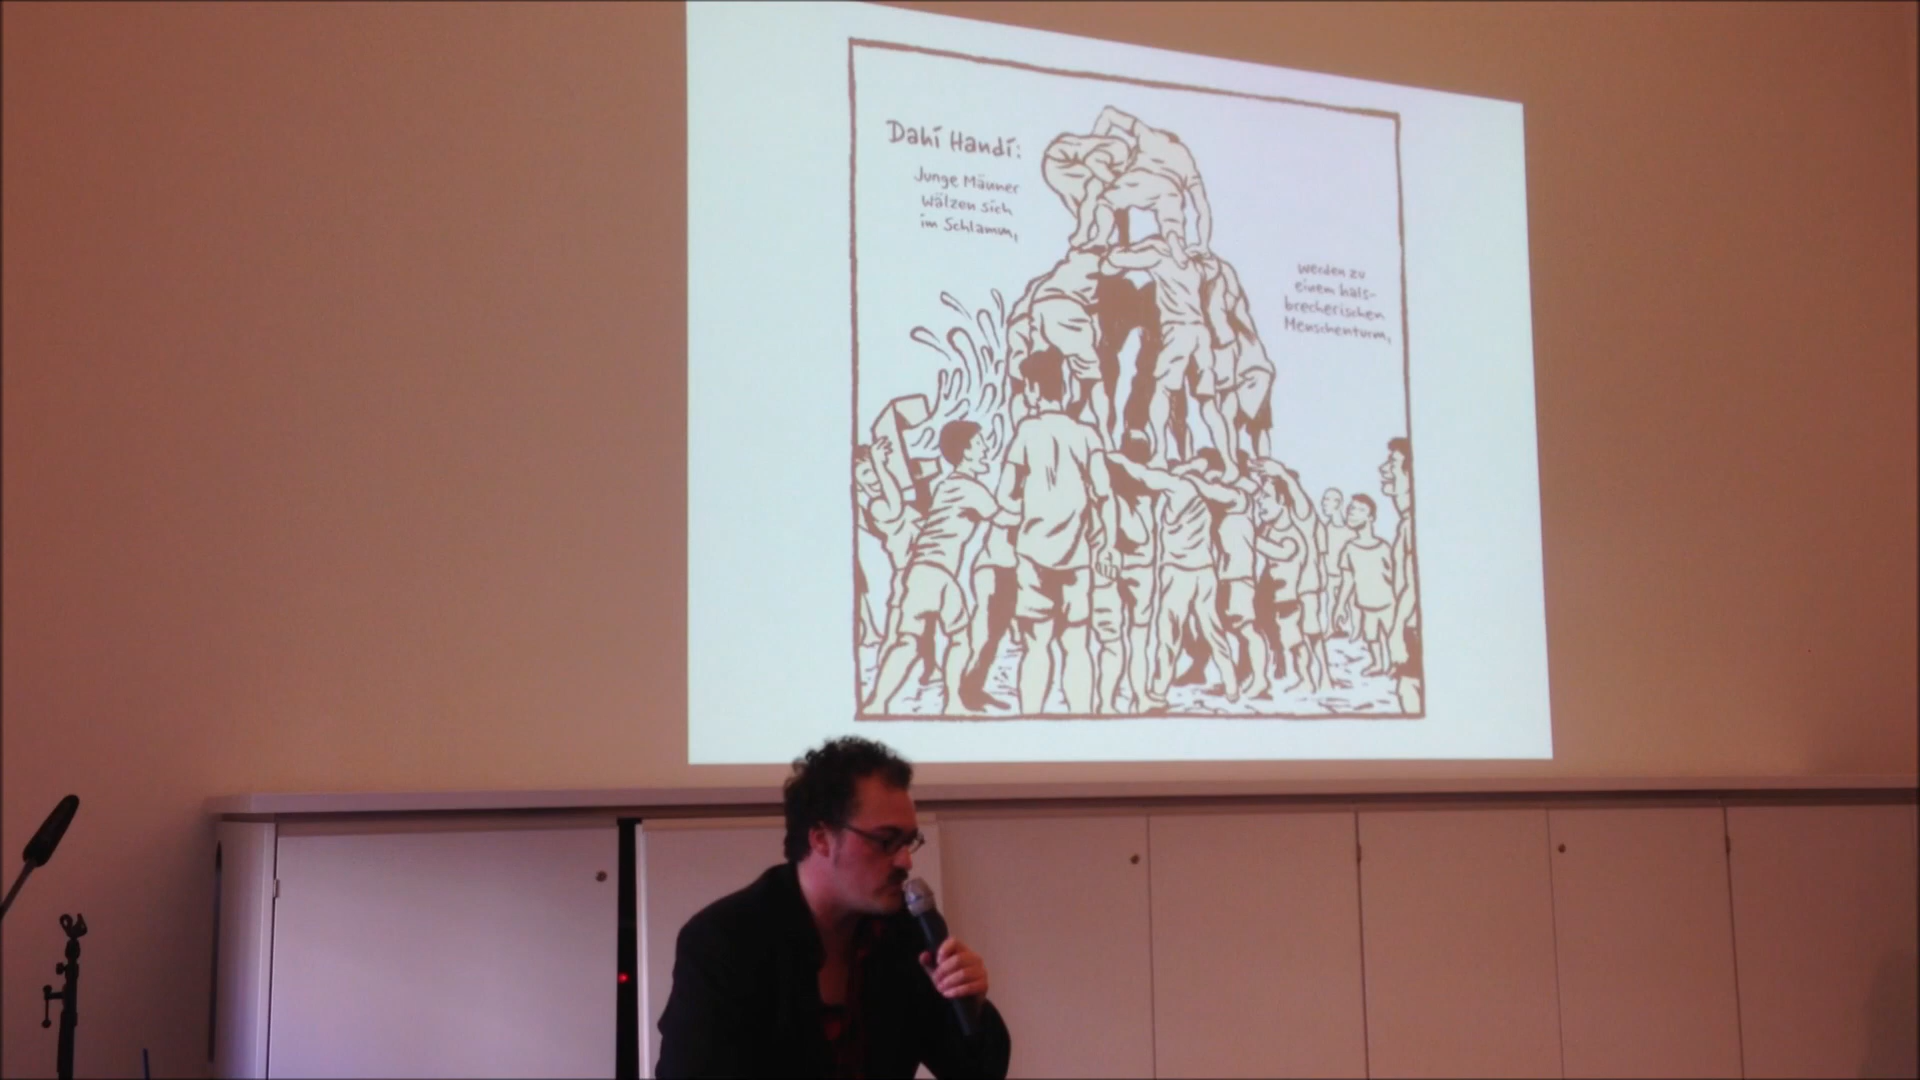 Dahi Handi:
Junge Männer
wälzen sich
im Schlamm,
werden zu
einem hals-
brecherischen
Menschenturm,